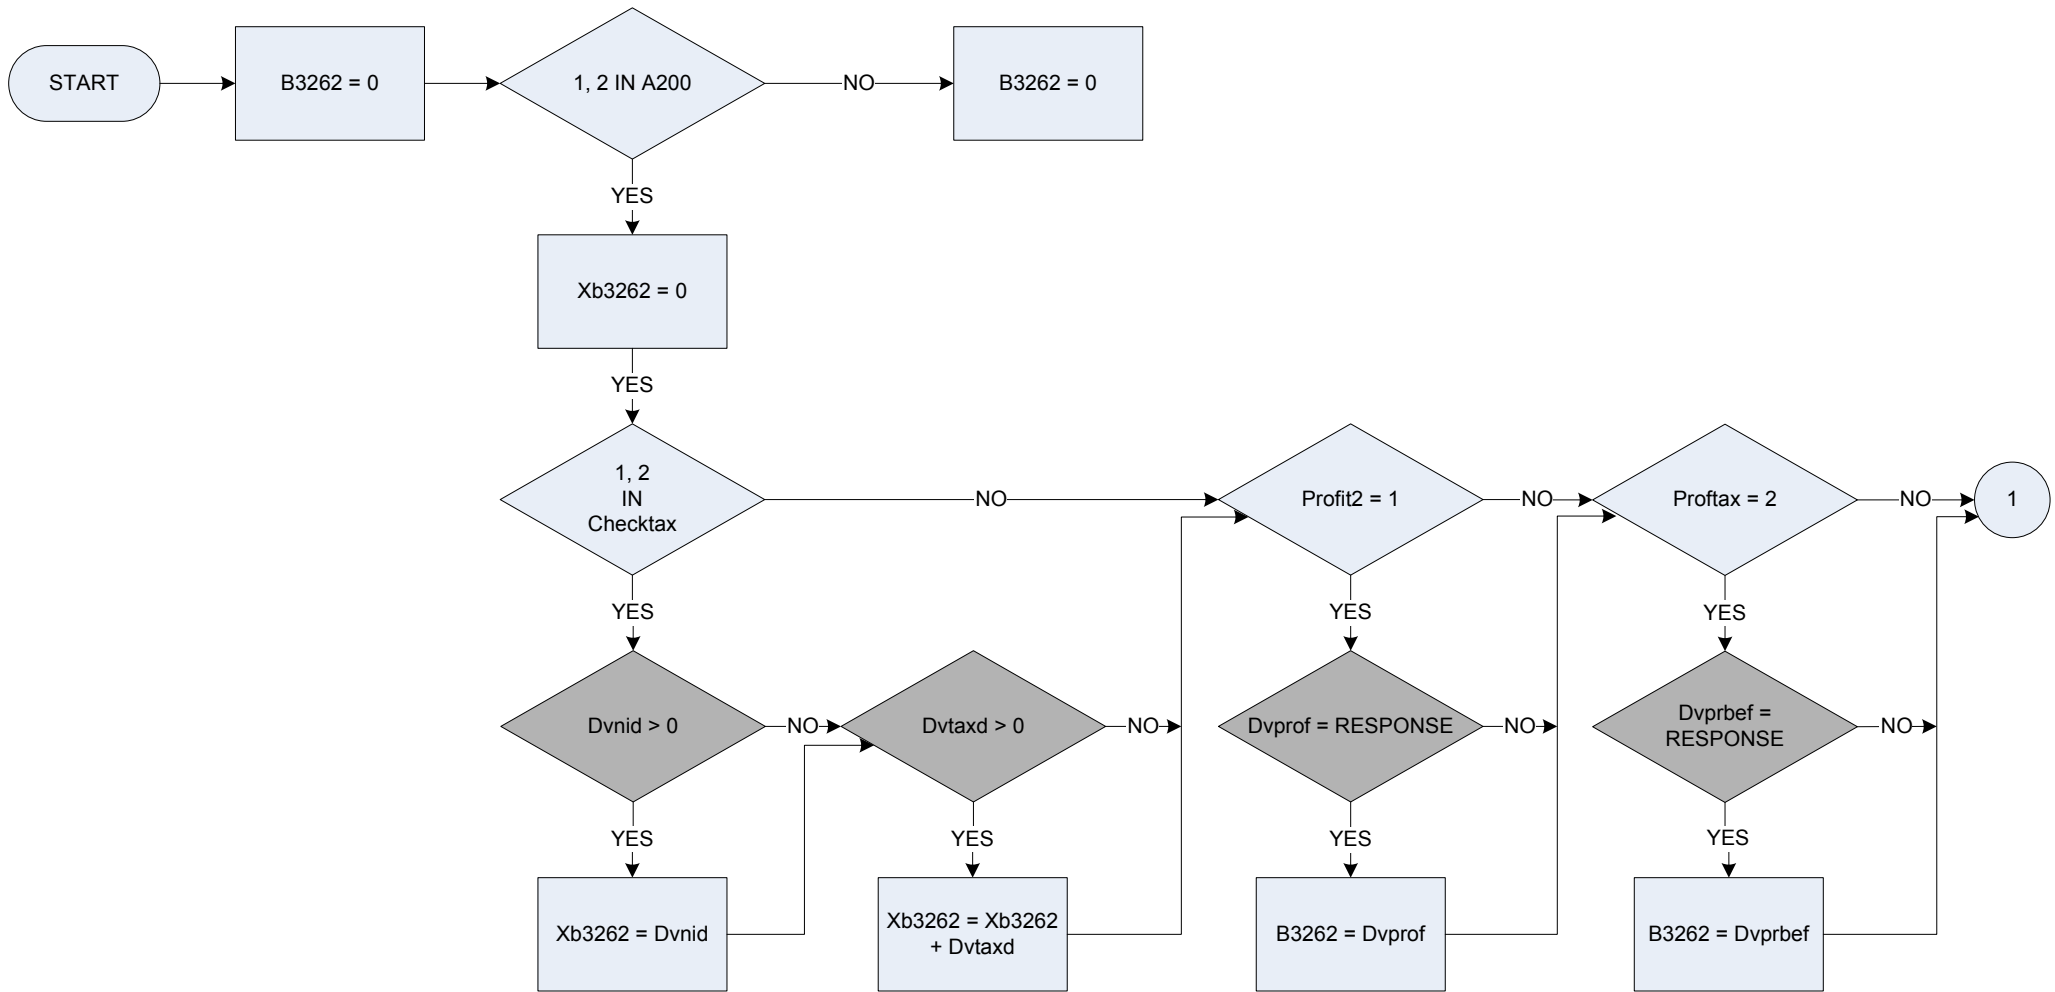 START
B3262 = 0
1, 2 IN A200
NO
B3262 = 0
YES
Xb3262 = 0
YES
1, 2
IN
Checktax
NO
Profit2 = 1
NO
Proftax = 2
NO
1
YES
YES
YES
Dvnid > 0
NO
Dvtaxd > 0
NO
Dvprof = RESPONSE
NO
Dvprbef =
RESPONSE
NO
YES
YES
YES
YES
Xb3262 = Dvnid
Xb3262 = Xb3262
+ Dvtaxd
B3262 = Dvprof
B3262 = Dvprbef